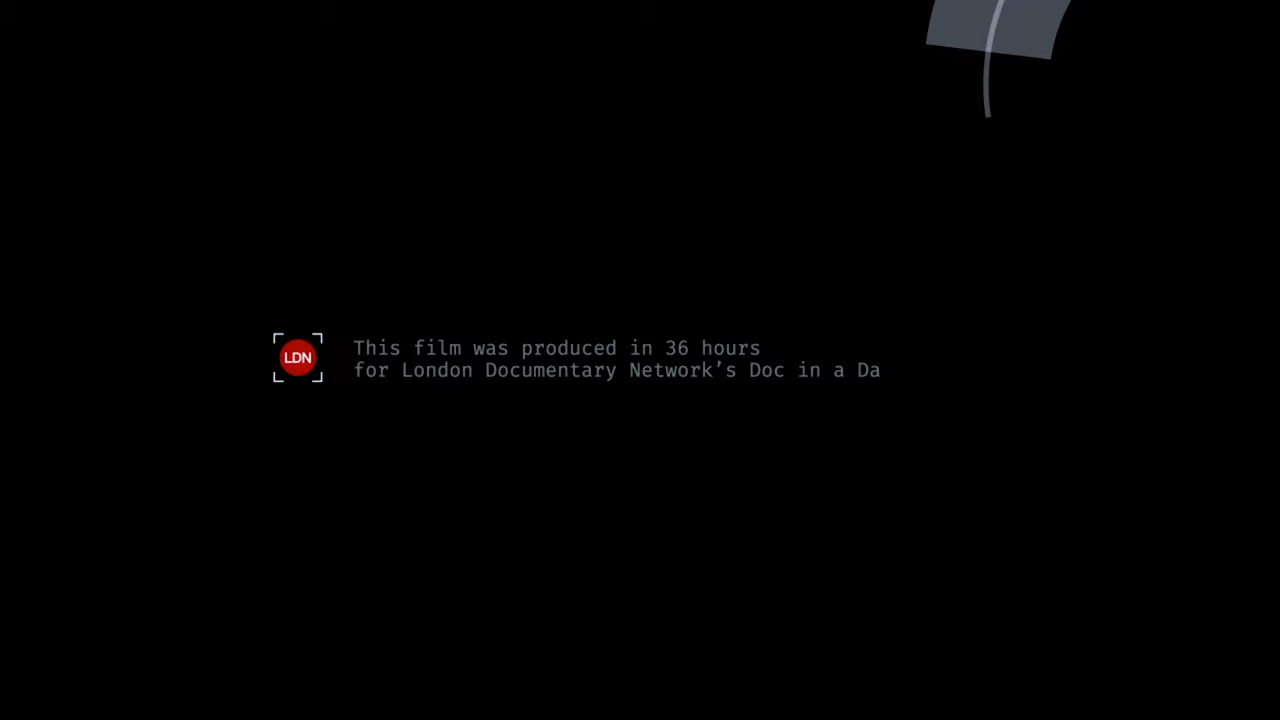 LDN
This film was produced in 36 hours
for London Documentary Network’s Doc in a Da